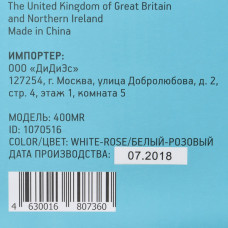 The United Kingdom of Great Britain
and Northern Ireland
Made in China
ИМПОРТЕР:
ООО «ДиДиЭс»
127254, г. Москва, улица Добролюбова, д. 2,
стр. 4, этаж 1, комната 5
МОДЕЛЬ: 400MR
ID: 1070516
COLOR/ЦВЕТ: WHITE-ROSE/БЕЛЫЙ-РОЗОВЫЙ
ДАТА ПРОИЗВОДСТВА: 07.2018
4 630016 807360